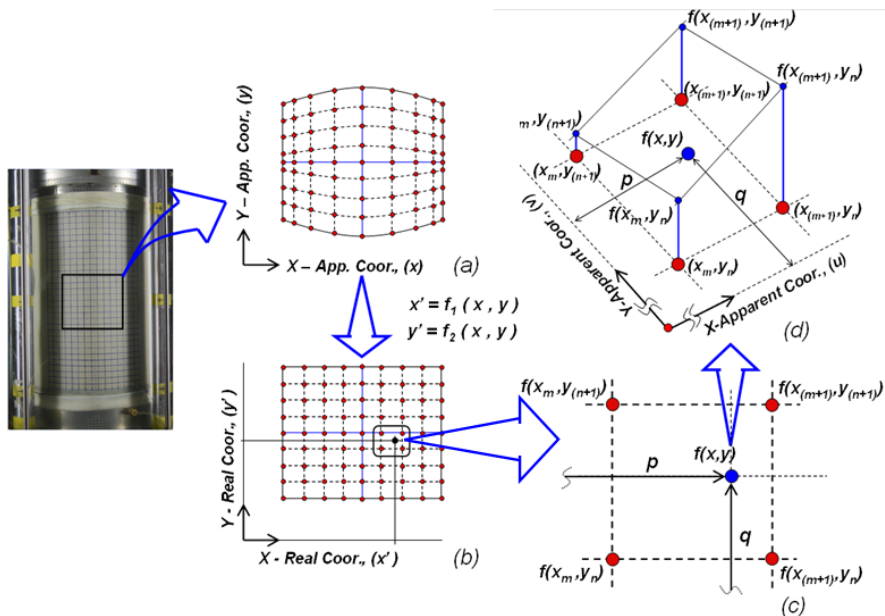 Y – App. Coor., (y)
X – App. Coor., (x)
(a)
x' = f₁ ( x , y )
y' = f₂ ( x , y )
Y - Real Coor., (y')
X - Real Coor., (x')
(b)
f(x₍ₘ₊₁₎,y₍ₙ₊₁₎)
f(x₍ₘ₊₁₎,yₙ)
(x₍ₘ₊₁₎,y₍ₙ₊₁₎)
m,y₍ₙ₊₁₎)
f(x,y)
(xₘ,y₍ₙ₊₁₎)
p
q
f(xₘ,yₙ)
(x₍ₘ₊₁₎,yₙ)
(xₘ,yₙ)
Y-Apparent Coor., (v)
X-Apparent Coor., (u)
(d)
f(xₘ,y₍ₙ₊₁₎)
f(x₍ₘ₊₁₎,y₍ₙ₊₁₎)
f(x,y)
p
q
f(xₘ,yₙ)
f(x₍ₘ₊₁₎,yₙ)
(c)